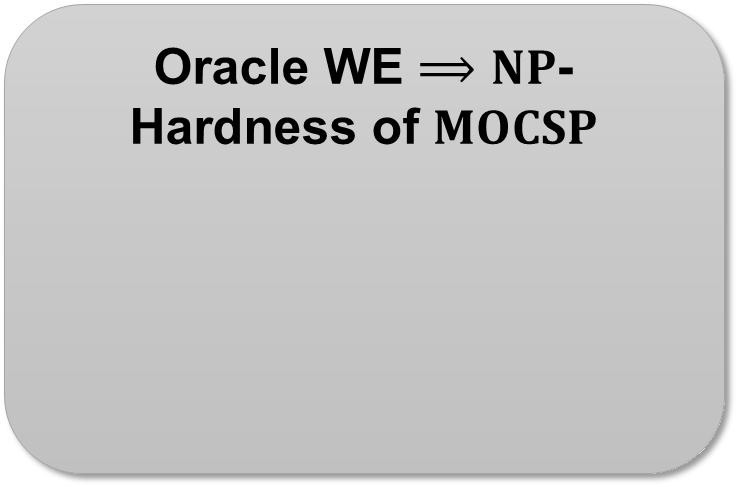 Oracle WE ⟹ NP-
Hardness of MOCSP